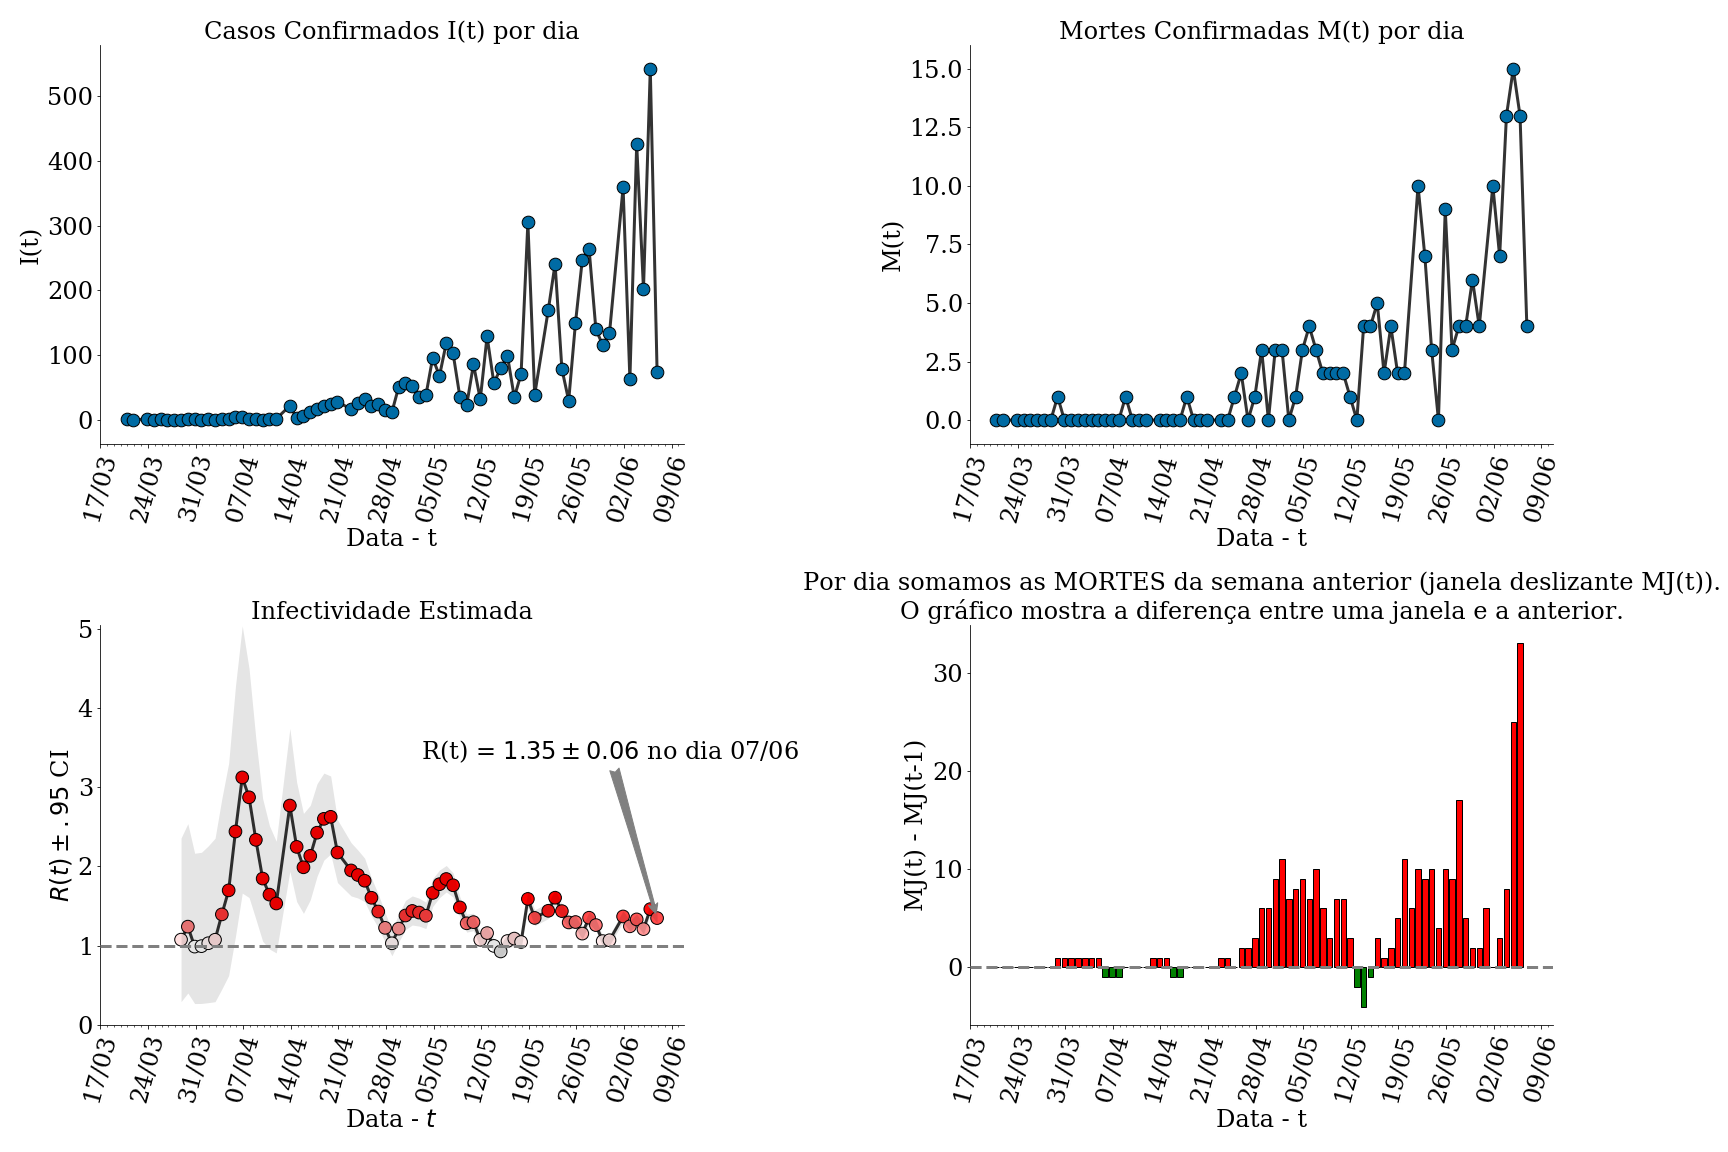 Casos Confirmados I(t) por dia
I(t)
500
400
300
200
100
0
17/03 24/03 31/03 07/04 14/04 21/04 28/04 05/05 12/05 19/05 26/05 02/06 09/06
Data - t
Mortes Confirmadas M(t) por dia
M(t)
15.0
12.5
10.0
7.5
5.0
2.5
0.0
17/03 24/03 31/03 07/04 14/04 21/04 28/04 05/05 12/05 19/05 26/05 02/06 09/06
Data - t
Infectividade Estimada
R(t) ± .95 CI
5
4
3
2
1
0
R(t) = 1.35 ± 0.06 no dia 07/06
17/03 24/03 31/03 07/04 14/04 21/04 28/04 05/05 12/05 19/05 26/05 02/06 09/06
Data - t
Por dia somamos as MORTES da semana anterior (janela deslizante MJ(t)).
O gráfico mostra a diferença entre uma janela e a anterior.
MJ(t) - MJ(t-1)
30
20
10
0
17/03 24/03 31/03 07/04 14/04 21/04 28/04 05/05 12/05 19/05 26/05 02/06 09/06
Data - t